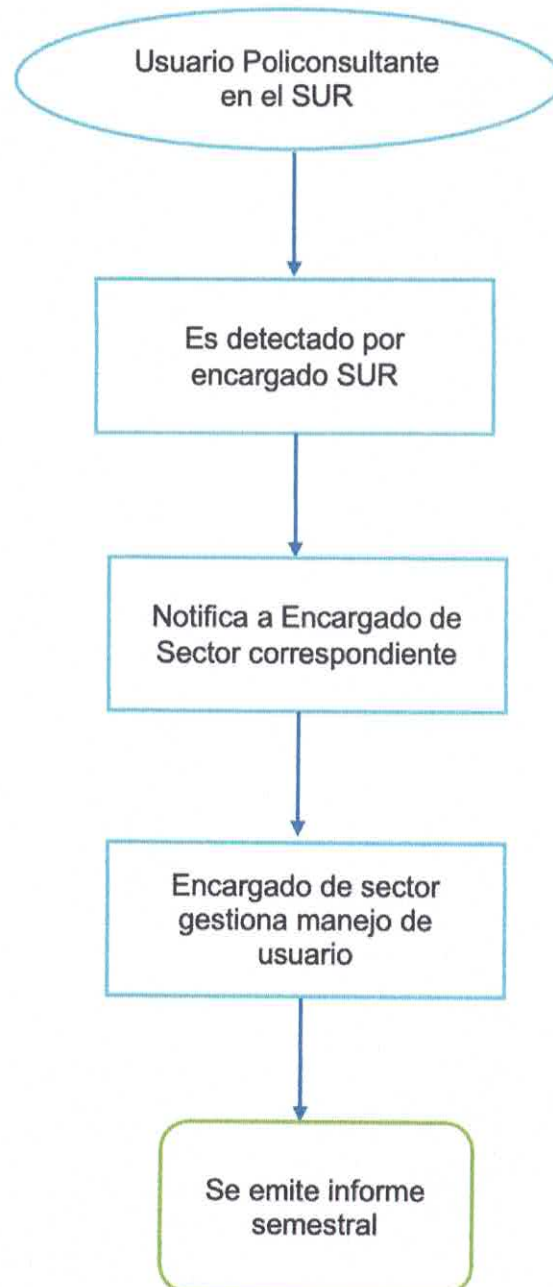 Usuario Policonsultante
en el SUR
Es detectado por
encargado SUR
Notifica a Encargado de
Sector correspondiente
Encargado de sector
gestiona manejo de
usuario
Se emite informe
semestral